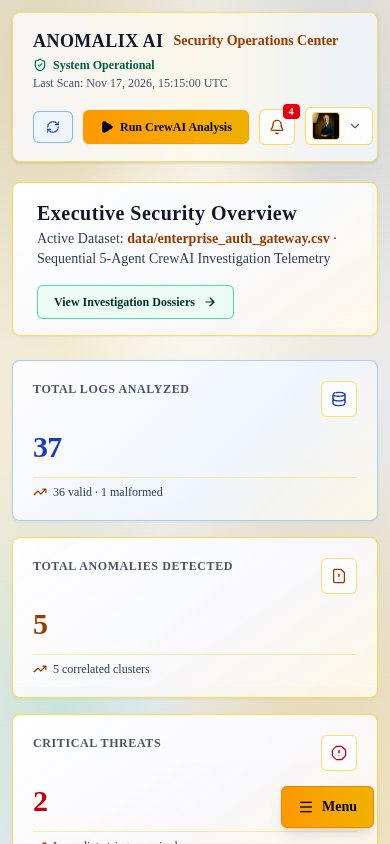 ANOMALIX AI Security Operations Center
System Operational
Last Scan: Nov 17, 2026, 15:15:00 UTC
Run CrewAI Analysis
4
Executive Security Overview
Active Dataset: data/enterprise_auth_gateway.csv ·
Sequential 5-Agent CrewAI Investigation Telemetry
View Investigation Dossiers
TOTAL LOGS ANALYZED
37
36 valid · 1 malformed
TOTAL ANOMALIES DETECTED
5
5 correlated clusters
CRITICAL THREATS
2
Menu